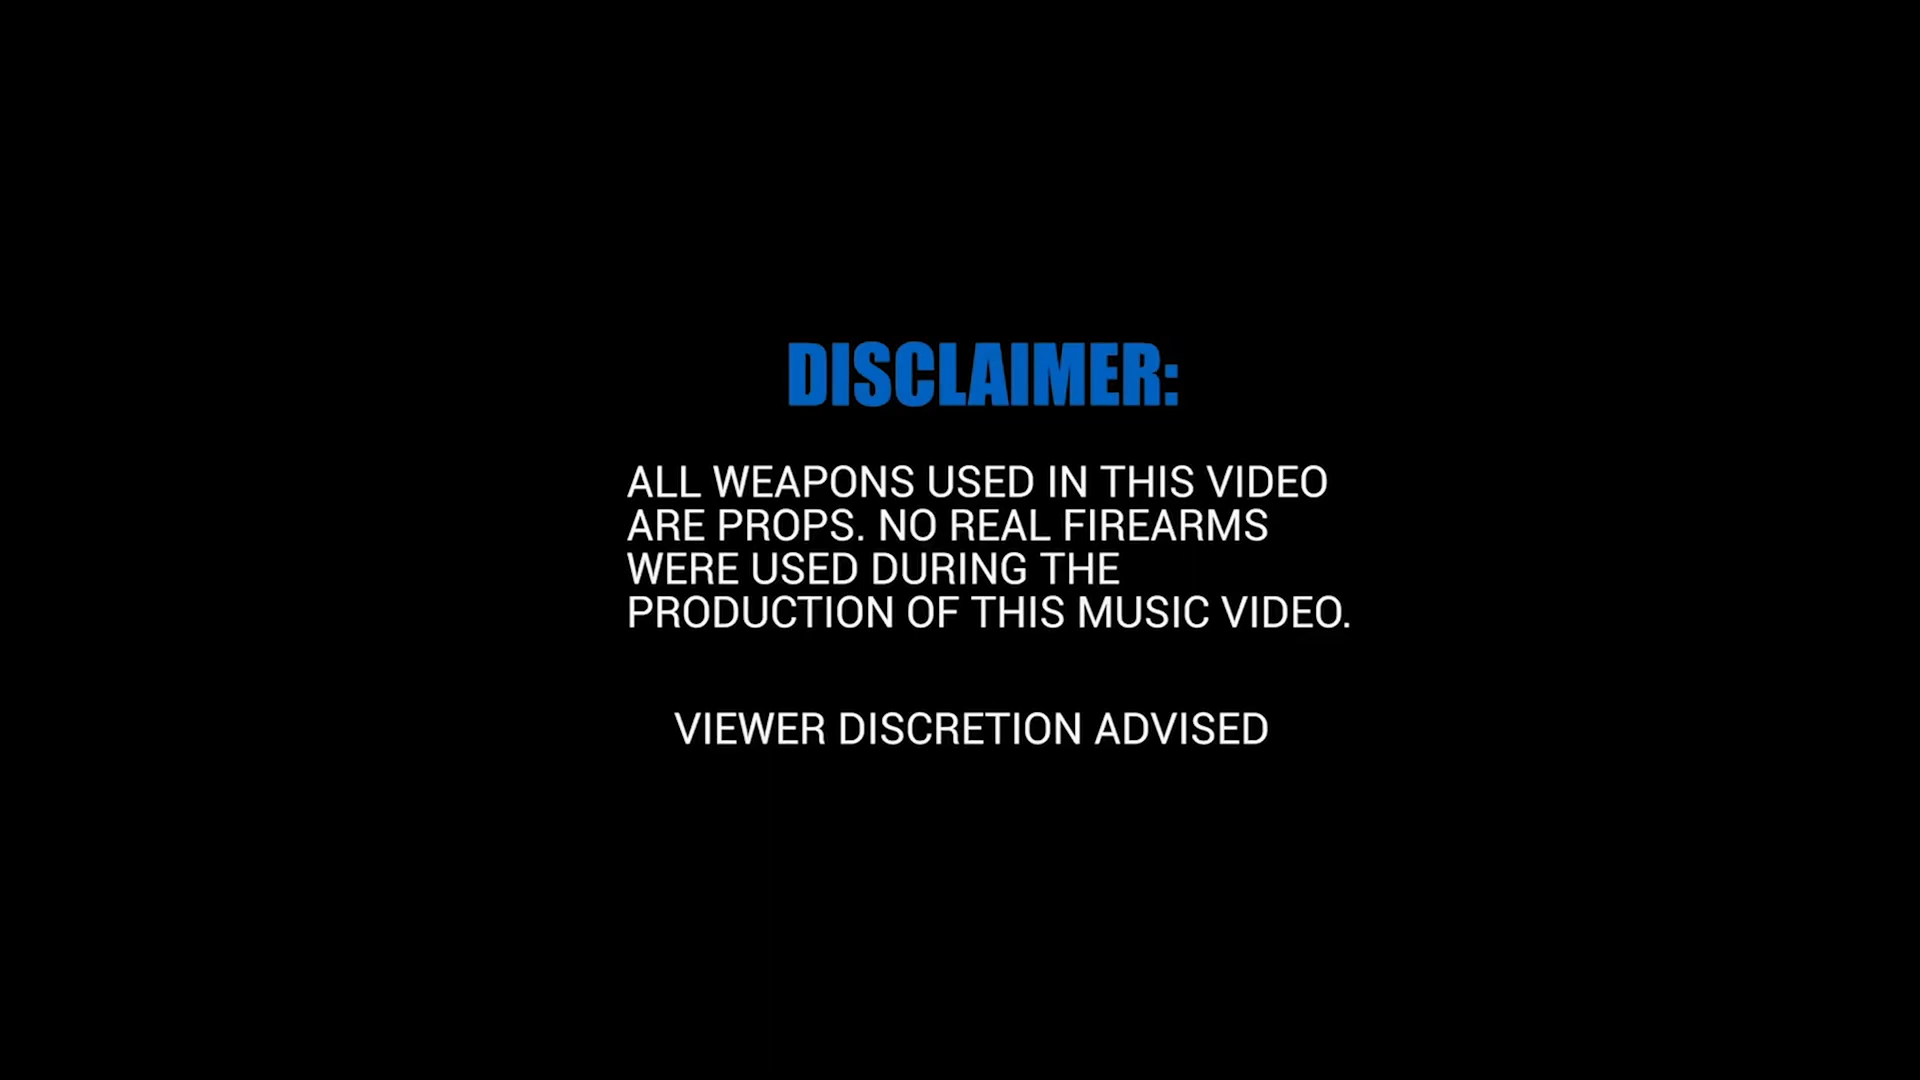 DISCLAIMER:
ALL WEAPONS USED IN THIS VIDEO
ARE PROPS. NO REAL FIREARMS
WERE USED DURING THE
PRODUCTION OF THIS MUSIC VIDEO.
VIEWER DISCRETION ADVISED